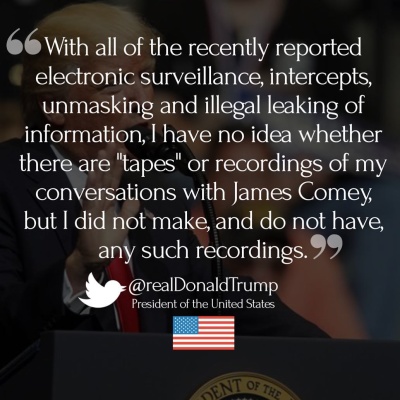 “With all of the recently reported
electronic surveillance, intercepts,
unmasking and illegal leaking of
information, I have no idea whether
there are "tapes" or recordings of my
conversations with James Comey,
but I did not make, and do not have,
any such recordings.”
@realDonaldTrump
President of the United States
DENT OF THE